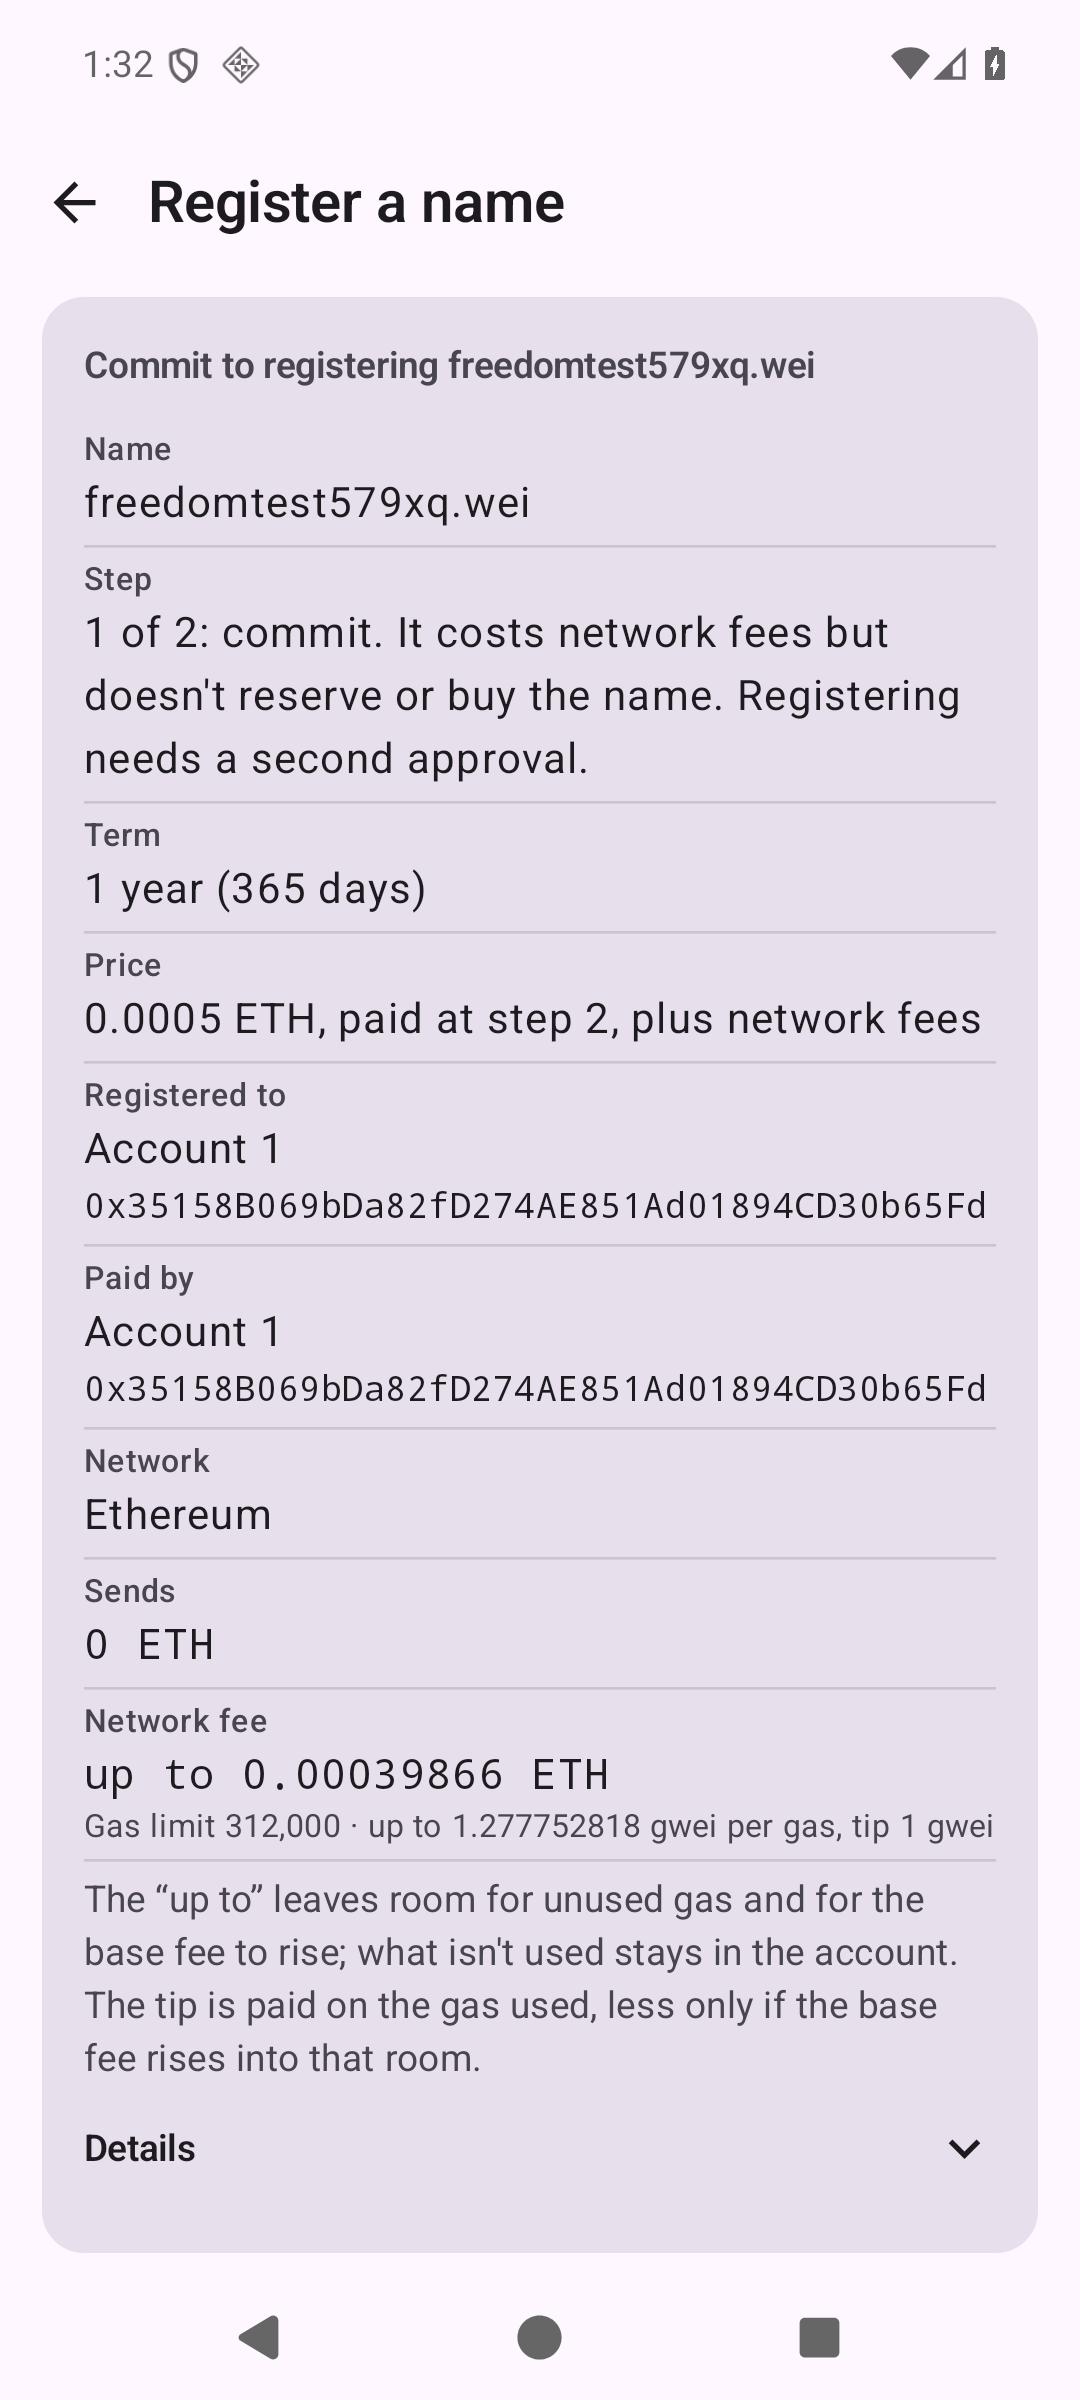 1:32
Register a name
Commit to registering freedomtest579xq.wei
Name
freedomtest579xq.wei
Step
1 of 2: commit. It costs network fees but
doesn't reserve or buy the name. Registering
needs a second approval.
Term
1 year (365 days)
Price
0.0005 ETH, paid at step 2, plus network fees
Registered to
Account 1
0x35158B069bDa82fD274AE851Ad01894CD30b65Fd
Paid by
Account 1
0x35158B069bDa82fD274AE851Ad01894CD30b65Fd
Network
Ethereum
Sends
0 ETH
Network fee
up to 0.00039866 ETH
Gas limit 312,000 · up to 1.277752818 gwei per gas, tip 1 gwei
The “up to” leaves room for unused gas and for the
base fee to rise; what isn't used stays in the account.
The tip is paid on the gas used, less only if the base
fee rises into that room.
Details